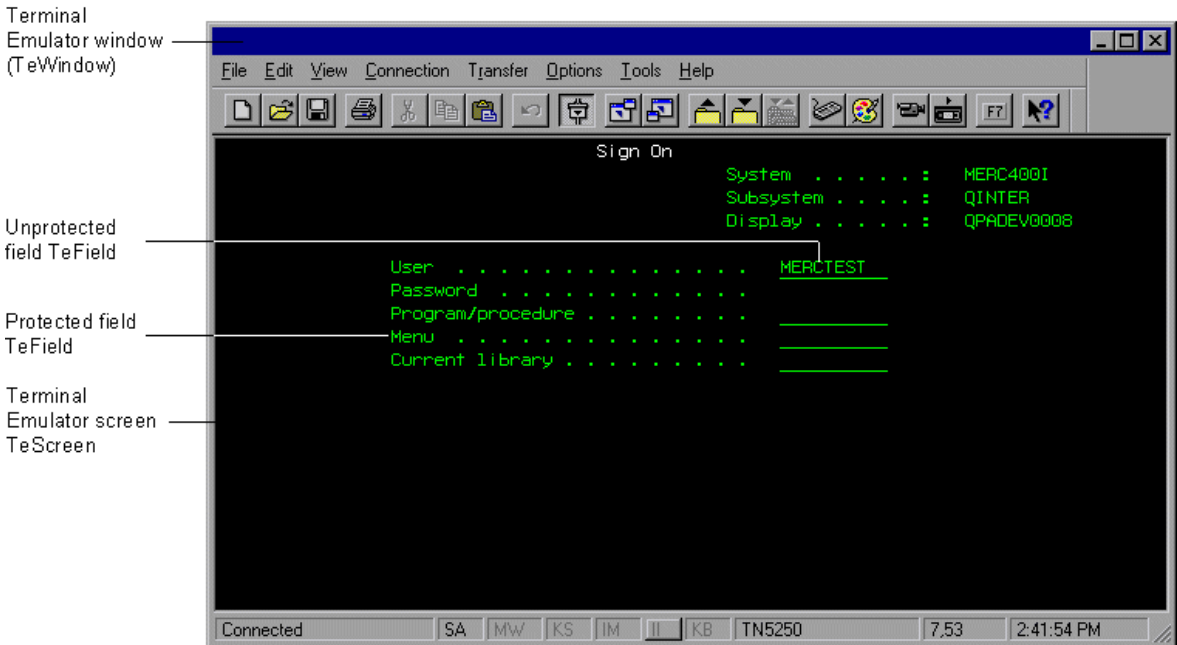 Terminal
Emulator window
(TeWindow)
File Edit View Connection Transfer Options Tools Help
F7
Sign On
System . . . . . : MERC400I
Subsystem . . . . : QINTER
Display . . . . . : QPADEV0008
Unprotected
field TeField
User . . . . . . . . . . . . . . MERCTEST
Password . . . . . . . . . . . .
Program/procedure . . . . . . . .
Protected field
TeField
Menu . . . . . . . . . . . . . .
Current library . . . . . . . . .
Terminal
Emulator screen
TeScreen
Connected SA MW KS IM II KB TN5250 7,53 2:41:54 PM